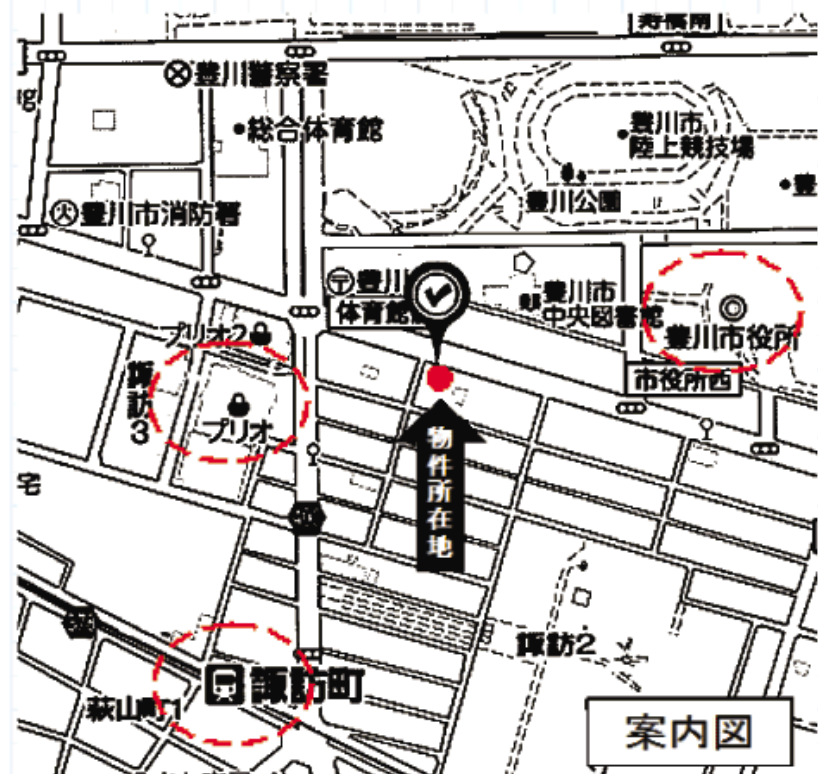 豊川警察署
総合体育館
豊川市
陸上競技場
豊川公園
豊
豊川市消防署
豊川
体育館
豊川市
中央図書館
豊川市役所
市役所西
プリオ2
諏訪3
プリオ
物件所在地
宅
諏訪2
諏訪町
萩山町1
案内図